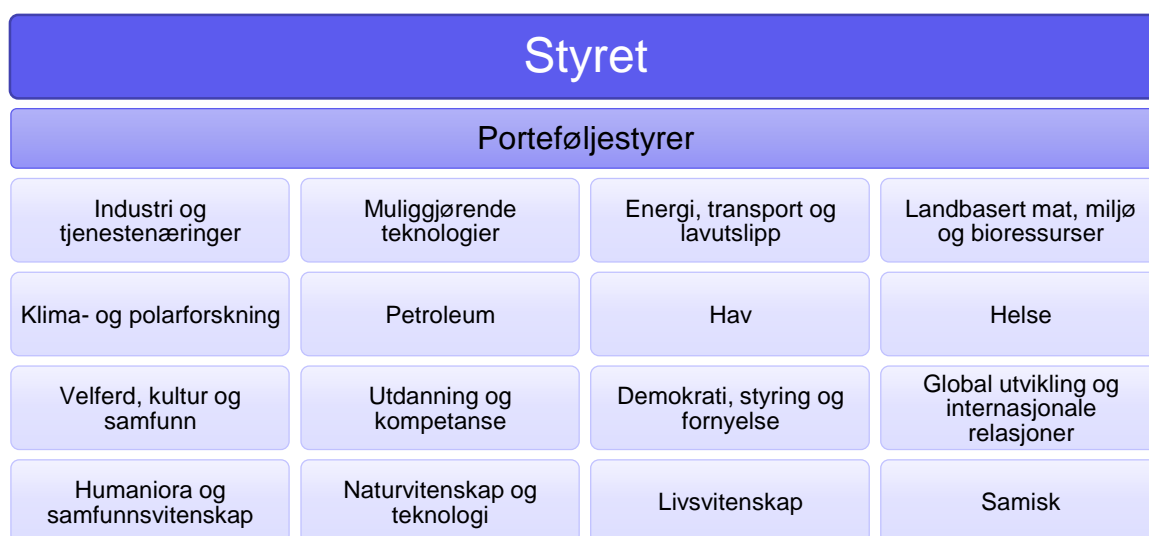 Styret
Porteføljestyrer
Industri og
tjenestenæringer
Muliggjørende
teknologier
Energi, transport og
lavutslipp
Landbasert mat, miljø
og bioressurser
Klima- og polarforskning
Petroleum
Hav
Helse
Velferd, kultur og
samfunn
Utdanning og
kompetanse
Demokrati, styring og
fornyelse
Global utvikling og
internasjonale
relasjoner
Humaniora og
samfunnsvitenskap
Naturvitenskap og
teknologi
Livsvitenskap
Samisk